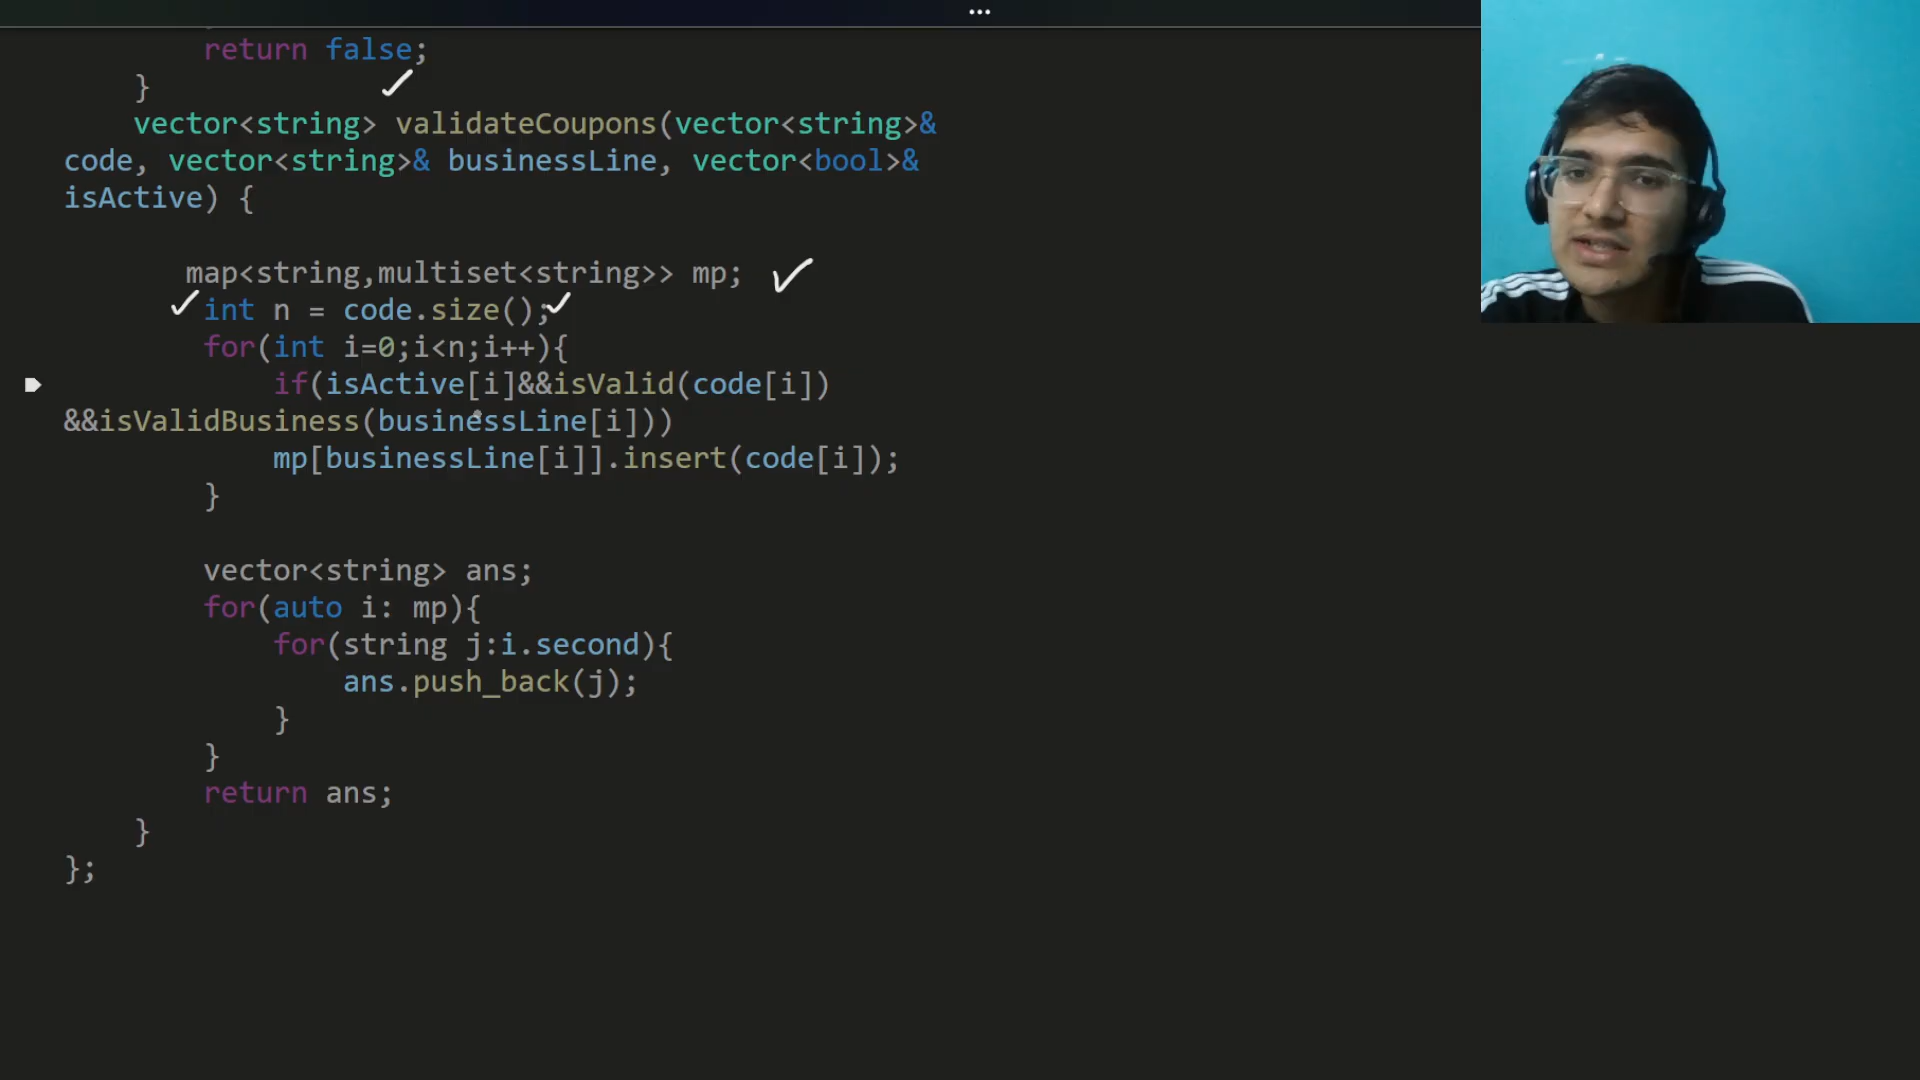 ...
return false;
}
vector<string> validateCoupons(vector<string>&
code, vector<string>& businessLine, vector<bool>&
isActive) {
map<string,multiset<string>> mp;
int n = code.size();
for(int i=0;i<n;i++){
if(isActive[i]&&isValid(code[i])
&&isValidBusiness(businessLine[i]))
mp[businessLine[i]].insert(code[i]);
}
vector<string> ans;
for(auto i: mp){
for(string j:i.second){
ans.push_back(j);
}
}
return ans;
}
};